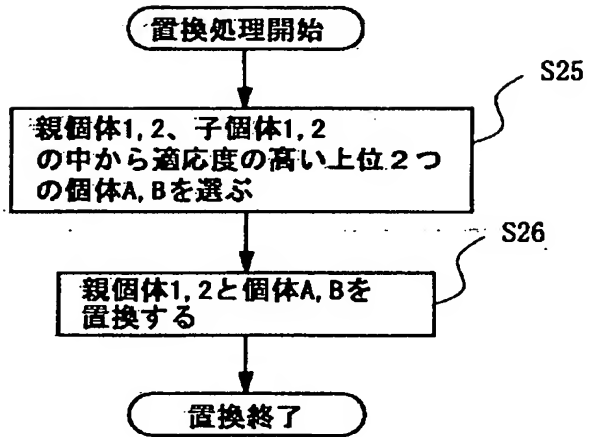 置換処理開始
S25
親個体1,2、子個体1,2
の中から適応度の高い上位２つ
の個体A,Bを選ぶ
S26
親個体1,2と個体A,Bを
置換する
置換終了